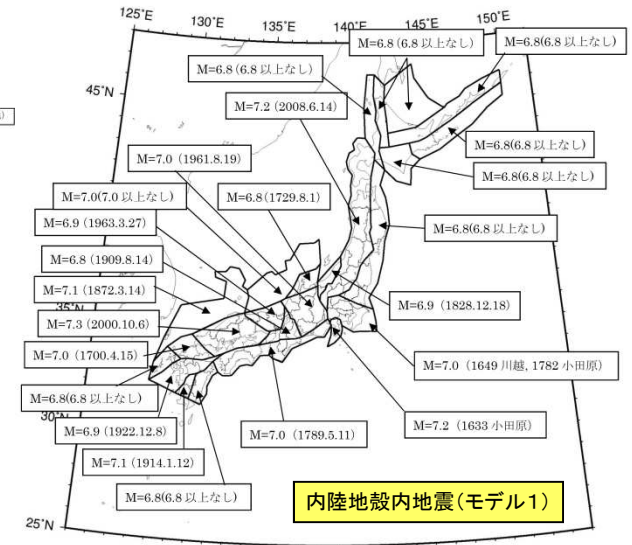 125°E
130°E
135°E
140°E
145°E
150°E
M=6.8 (6.8 以上なし)
M=6.8(6.8 以上なし)
M=6.8 (6.8 以上なし)
45°N
M=7.2 (2008.6.14)
M=6.8(6.8 以上なし)
M=7.0 (1961.8.19)
M=6.8(6.8 以上なし)
M=7.0(7.0 以上なし)
M=6.8 (1729.8.1)
M=6.9 (1963.3.27)
M=6.8(6.8 以上なし)
M=6.8 (1909.8.14)
M=7.1 (1872.3.14)
35°N
M=6.9 (1828.12.18)
M=7.3 (2000.10.6)
M=7.0 (1700.4.15)
M=7.0 (1649 川越, 1782 小田原)
M=6.8(6.8 以上なし)
30°N
M=6.9 (1922.12.8)
M=7.0 (1789.5.11)
M=7.2 (1633 小田原)
M=7.1 (1914.1.12)
M=6.8(6.8 以上なし)
内陸地殻内地震(モデル1)
25°N